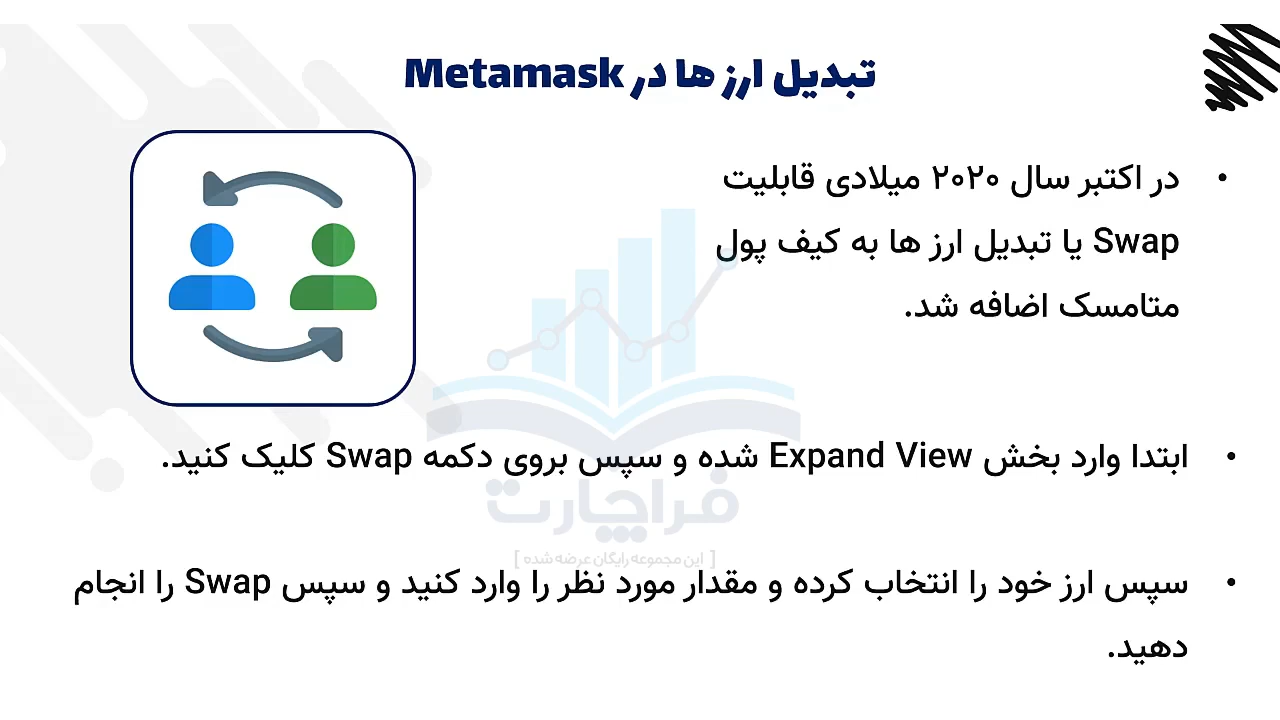 تبدیل ارز ها در Metamask
• در اکتبر سال ۲۰۲۰ میلادی قابلیت
Swap یا تبدیل ارز ها به کیف پول
متامسک اضافه شد.
• ابتدا وارد بخش Expand View شده و سپس بروی دکمه Swap کلیک کنید.
فراچارت
[ این مجموعه رایگان عرضه شده ]
• سپس ارز خود را انتخاب کرده و مقدار مورد نظر را وارد کنید و سپس Swap را انجام
دهید.